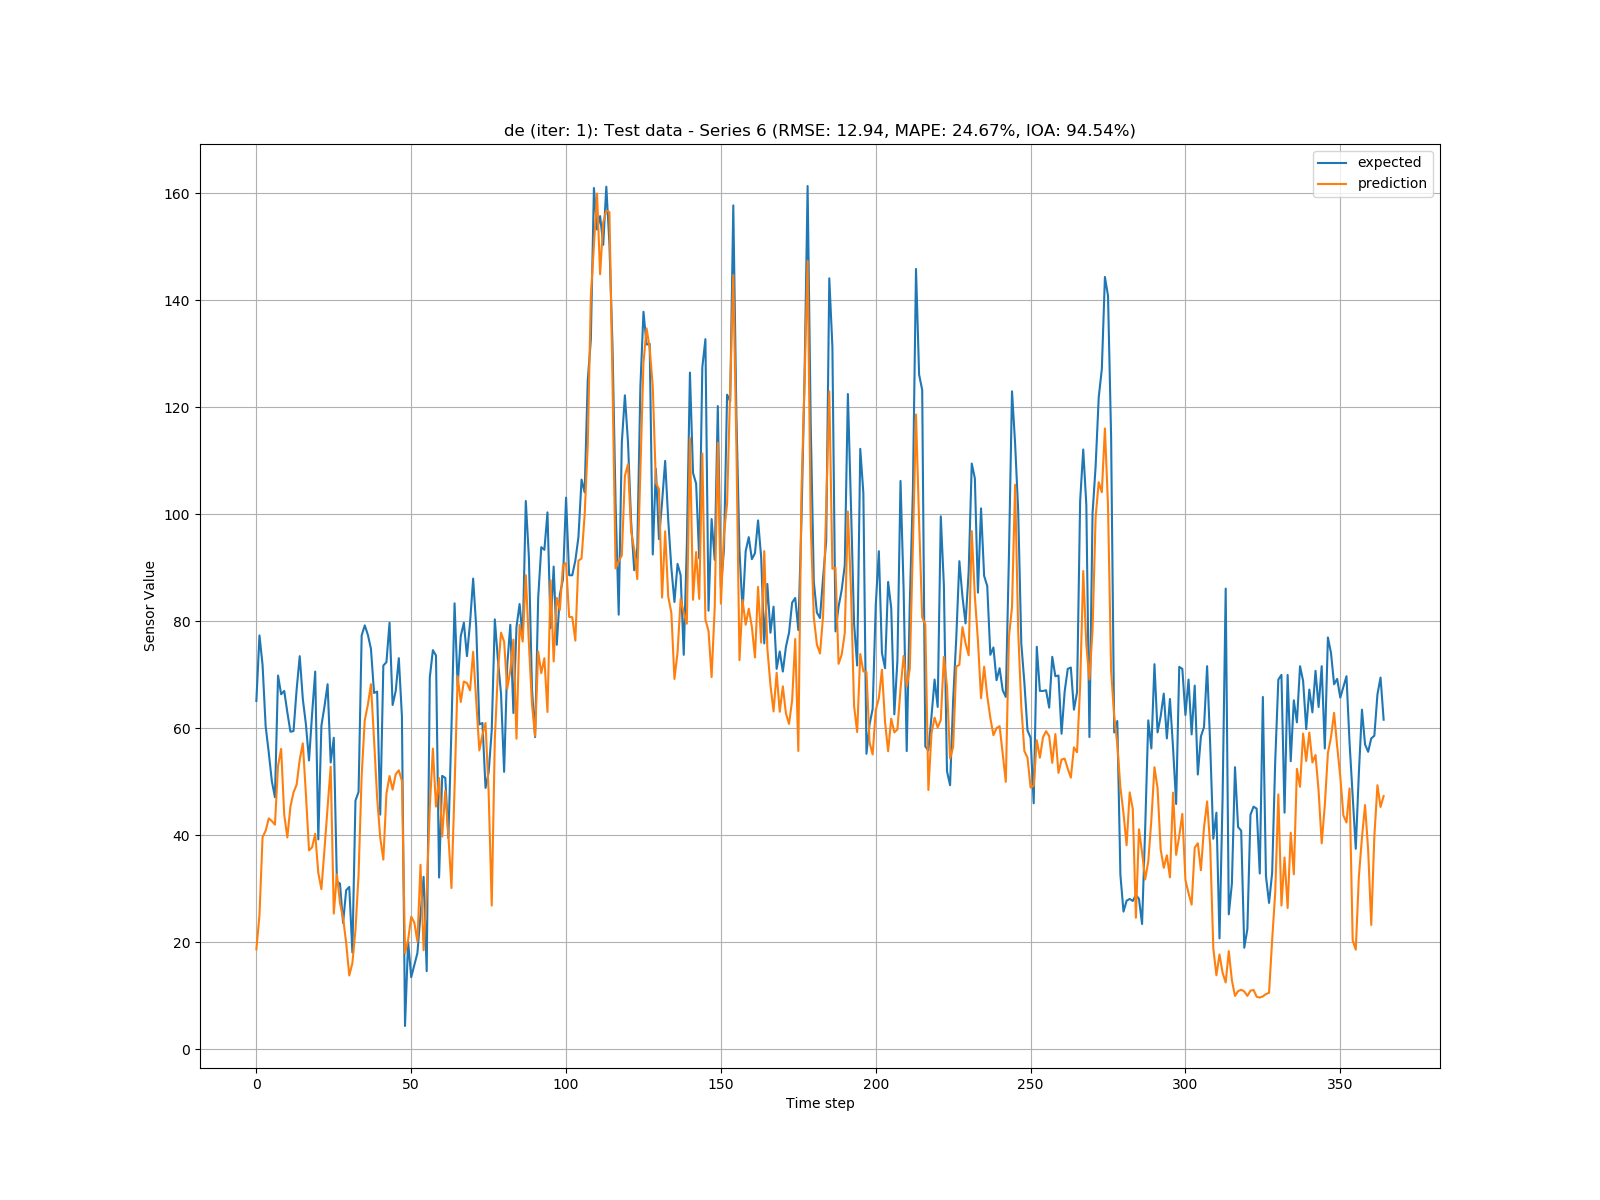 de (iter: 1): Test data - Series 6 (RMSE: 12.94, MAPE: 24.67%, IOA: 94.54%)
expected
prediction
160
140
120
100
80
60
40
20
0
Sensor Value
0 50 100 150 200 250 300 350
Time step